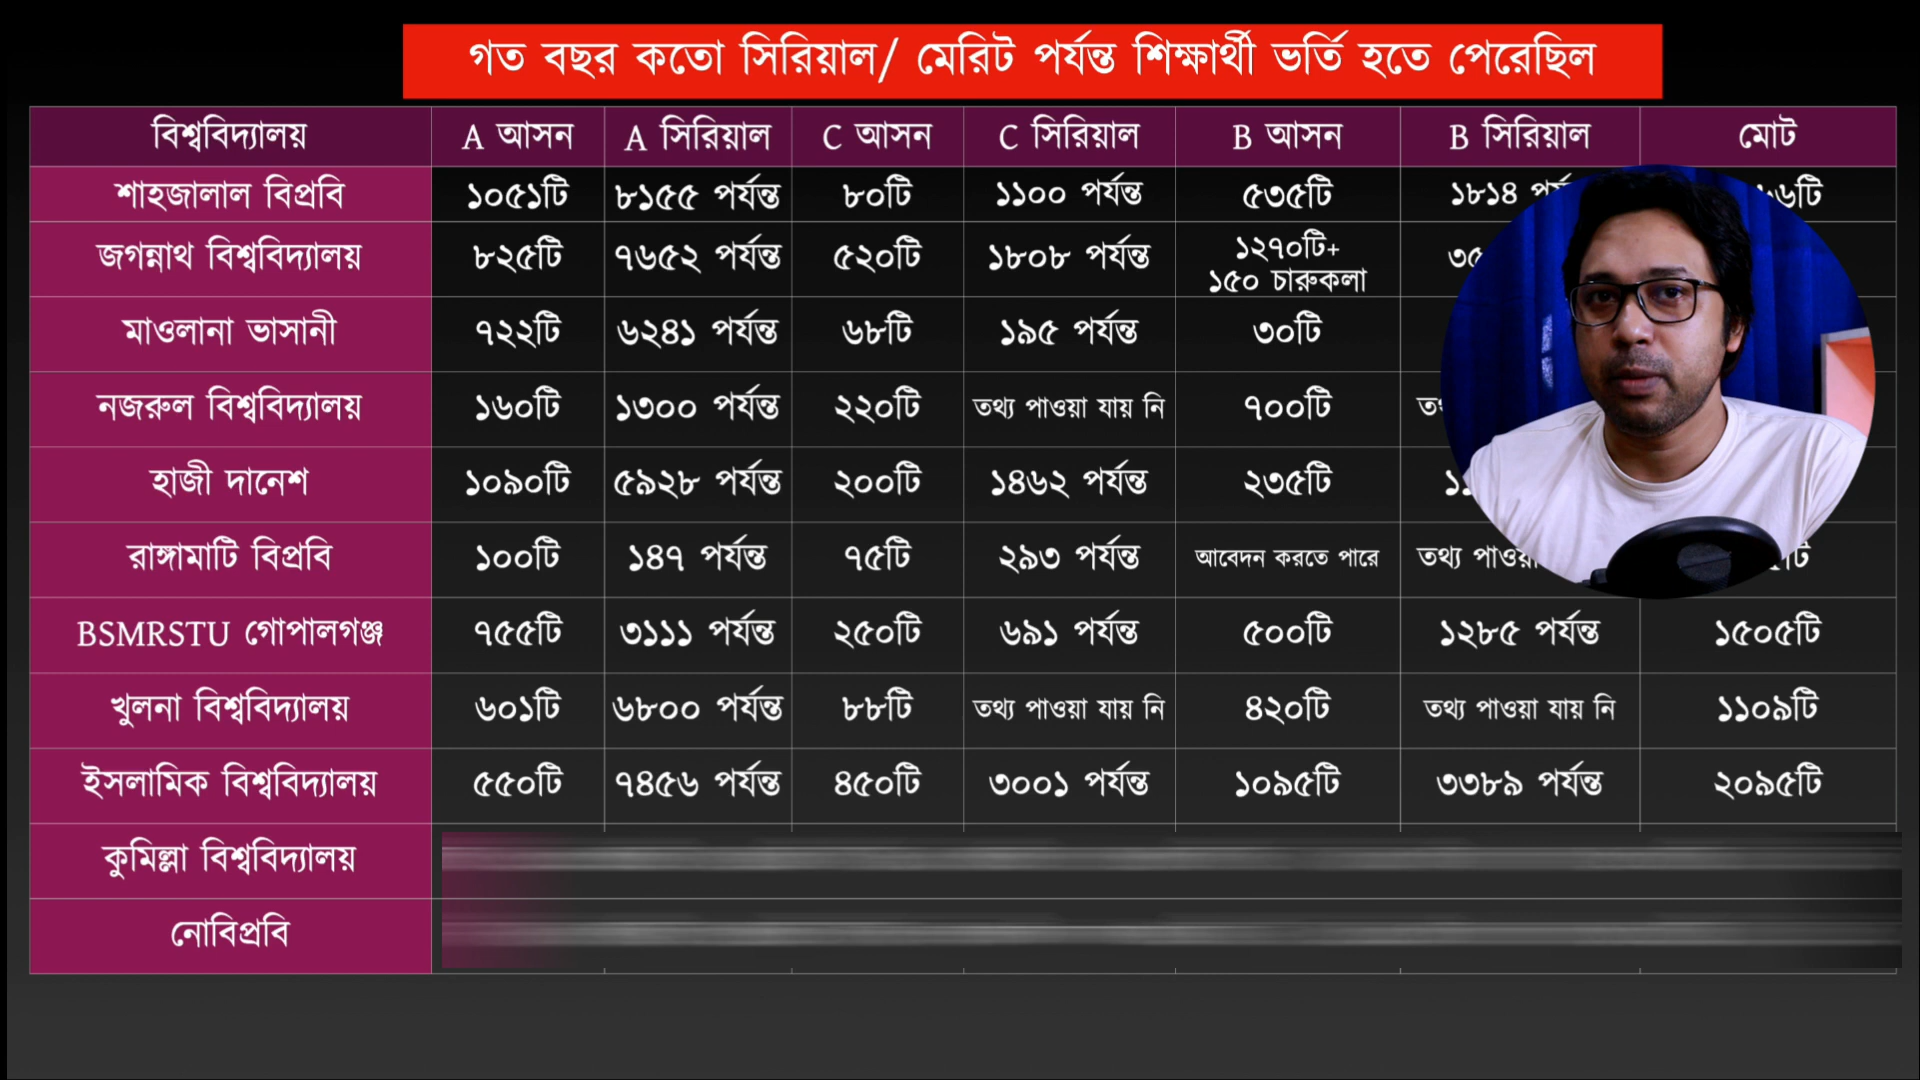 গত বছর কতো সিরিয়াল/ মেরিট পর্যন্ত শিক্ষার্থী ভর্তি হতে পেরেছিল
বিশ্ববিদ্যালয় A আসন A সিরিয়াল C আসন C সিরিয়াল B আসন B সিরিয়াল মোট
শাহজালাল বিপ্রবি ১০৫১টি ৮১৫৫ পর্যন্ত ৮০টি ১১০০ পর্যন্ত ৫৩৫টি ১৮১৪
জগন্নাথ বিশ্ববিদ্যালয় ৮২৫টি ৭৬৫২ পর্যন্ত ৫২০টি ১৮০৮ পর্যন্ত ১২৭০টি+
১৫০ চারুকলা
মাওলানা ভাসানী ৭২২টি ৬২৪১ পর্যন্ত ৬৮টি ১৯৫ পর্যন্ত ৩০টি
নজরুল বিশ্ববিদ্যালয় ১৬০টি ১৩০০ পর্যন্ত ২২০টি তথ্য পাওয়া যায় নি ৭০০টি
হাজী দানেশ ১০৯০টি ৫৯২৮ পর্যন্ত ২০০টি ১৪৬২ পর্যন্ত ২৩৫টি
রাঙ্গামাটি বিপ্রবি ১০০টি ১৪৭ পর্যন্ত ৭৫টি ২৯৩ পর্যন্ত আবেদন করতে পারে তথ্য
BSMRSTU গোপালগঞ্জ ৭৫৫টি ৩১১১ পর্যন্ত ২৫০টি ৬৯১ পর্যন্ত ৫০০টি ১২৮৫ পর্যন্ত ১৫০৫টি
খুলনা বিশ্ববিদ্যালয় ৬০১টি ৬৮০০ পর্যন্ত ৮৮টি তথ্য পাওয়া যায় নি ৪২০টি তথ্য পাওয়া যায় নি ১১০৯টি
ইসলামিক বিশ্ববিদ্যালয় ৫৫০টি ৭৪৫৬ পর্যন্ত ৪৫০টি ৩০০১ পর্যন্ত ১০৯৫টি ৩৩৮৯ পর্যন্ত ২০৯৫টি
কুমিল্লা বিশ্ববিদ্যালয়
নোবিপ্রবি